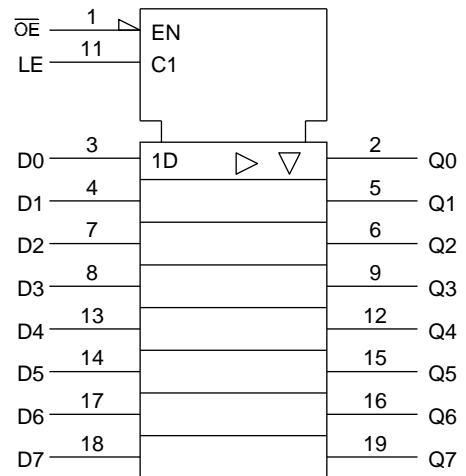 O̅E̅ 1 EN
LE 11 C1
D0 3 1D 2 Q0
D1 4 5 Q1
D2 7 6 Q2
D3 8 9 Q3
D4 13 12 Q4
D5 14 15 Q5
D6 17 16 Q6
D7 18 19 Q7